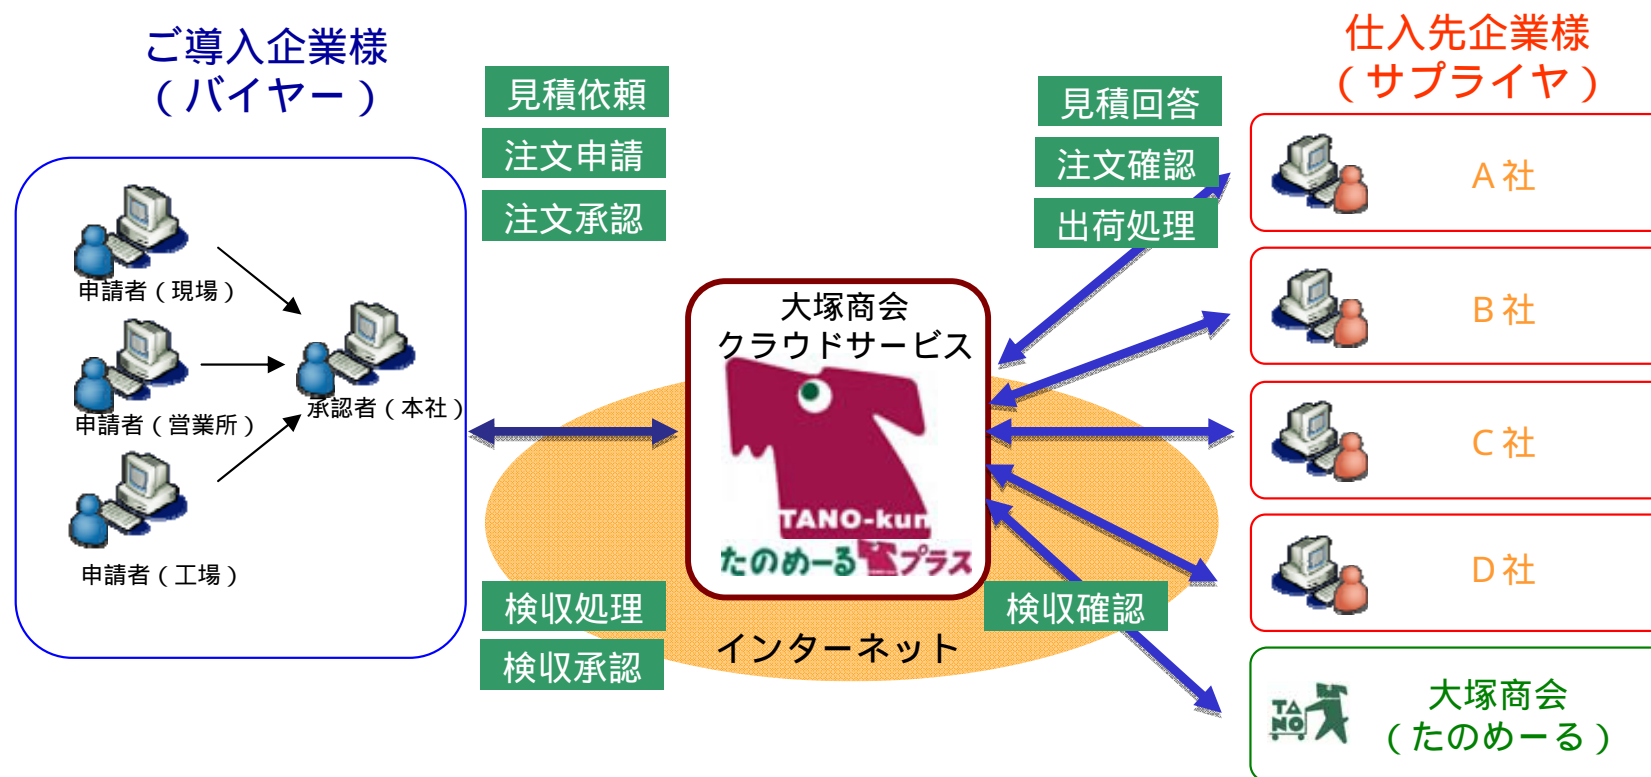 ご導入企業様
（バイヤー）
見積依頼
注文申請
注文承認
申請者（現場）
申請者（営業所）
承認者（本社）
申請者（工場）
大塚商会
クラウドサービス
TANO-kun
たのめーるプラス
インターネット
検収処理
検収承認
検収確認
見積回答
注文確認
出荷処理
仕入先企業様
（サプライヤ）
A社
B社
C社
D社
TANO
大塚商会
（たのめーる）